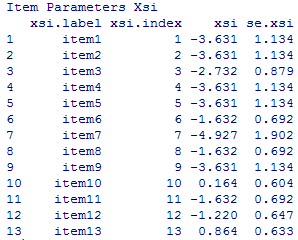 Item Parameters Xsi
xsi.label xsi.index xsi se.xsi
1 item1 1 -3.631 1.134
2 item2 2 -3.631 1.134
3 item3 3 -2.732 0.879
4 item4 4 -3.631 1.134
5 item5 5 -3.631 1.134
6 item6 6 -1.632 0.692
7 item7 7 -4.927 1.902
8 item8 8 -1.632 0.692
9 item9 9 -3.631 1.134
10 item10 10 0.164 0.604
11 item11 11 -1.632 0.692
12 item12 12 -1.220 0.647
13 item13 13 0.864 0.633